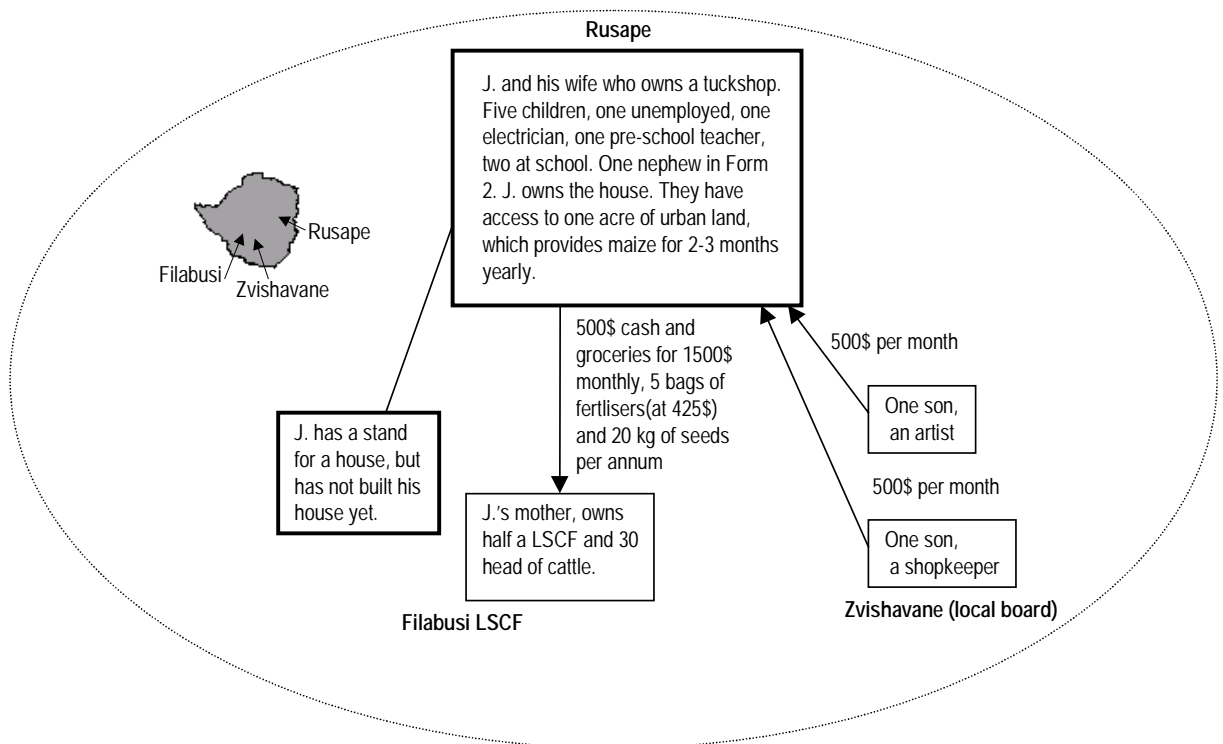 Rusape
J. and his wife who owns a tuckshop.
Five children, one unemployed, one
electrician, one pre-school teacher,
two at school. One nephew in Form
2. J. owns the house. They have
access to one acre of urban land,
which provides maize for 2-3 months
yearly.
Rusape
Filabusi
Zvishavane
500$ cash and
groceries for 1500$
monthly, 5 bags of
fertlisers(at 425$)
and 20 kg of seeds
per annum
500$ per month
One son,
an artist
J. has a stand
for a house, but
has not built his
house yet.
500$ per month
J.'s mother, owns
half a LSCF and 30
head of cattle.
One son,
a shopkeeper
Filabusi LSCF
Zvishavane (local board)